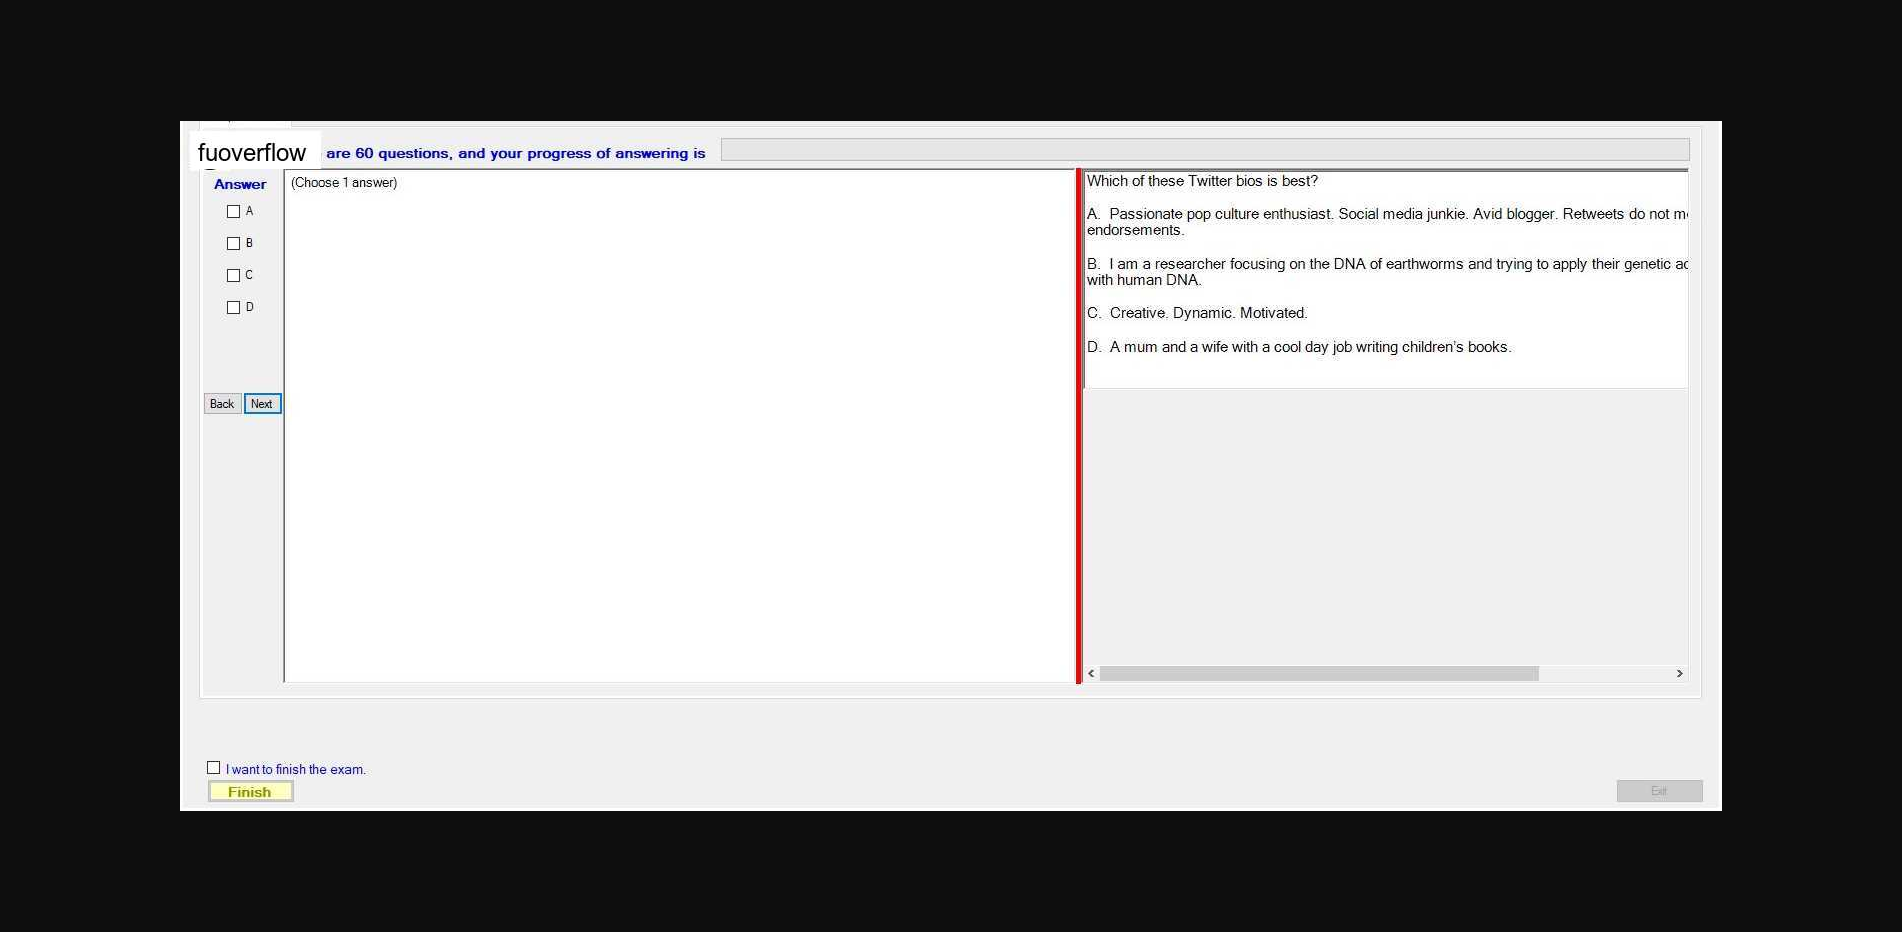 fuoverflow are 60 questions, and your progress of answering is
Answer
A
B
C
D
Back Next
(Choose 1 answer)
Which of these Twitter bios is best?
A. Passionate pop culture enthusiast. Social media junkie. Avid blogger. Retweets do not
endorsements.
B. I am a researcher focusing on the DNA of earthworms and trying to apply their genetic
with human DNA.
C. Creative. Dynamic. Motivated.
D. A mum and a wife with a cool day job writing children's books.
I want to finish the exam.
Finish
Exit